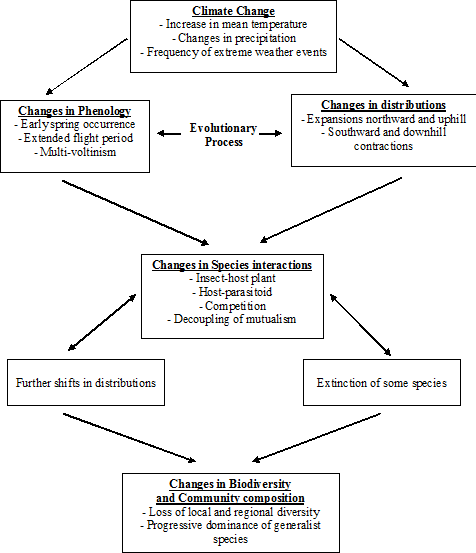 Climate Change
- Increase in mean temperature
- Changes in precipitation
- Frequency of extreme weather events
Changes in Phenology
- Early spring occurrence
- Extended flight period
- Multi-voltinism
Evolutionary
Process
Changes in distributions
- Expansions northward and uphill
- Southward and downhill
contractions
Changes in Species interactions
- Insect-host plant
- Host-parasitoid
- Competition
- Decoupling of mutualism
Further shifts in distributions
Extinction of some species
Changes in Biodiversity
and Community composition
- Loss of local and regional diversity
- Progressive dominance of generalist
species